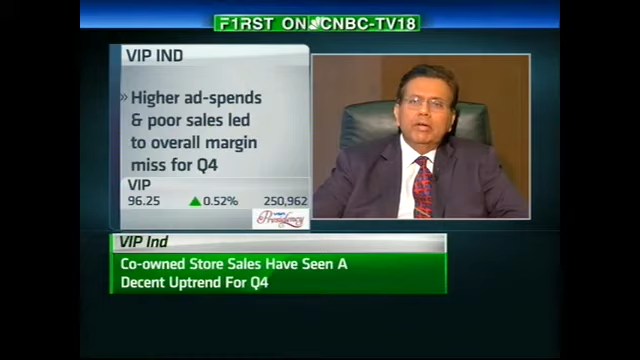 F1RST ON CNBC-TV18
VIP IND
» Higher ad-spends
& poor sales led
to overall margin
miss for Q4
VIP
96.25 ▲0.52% 250,962
Presidency
VIP Ind
Co-owned Store Sales Have Seen A
Decent Uptrend For Q4